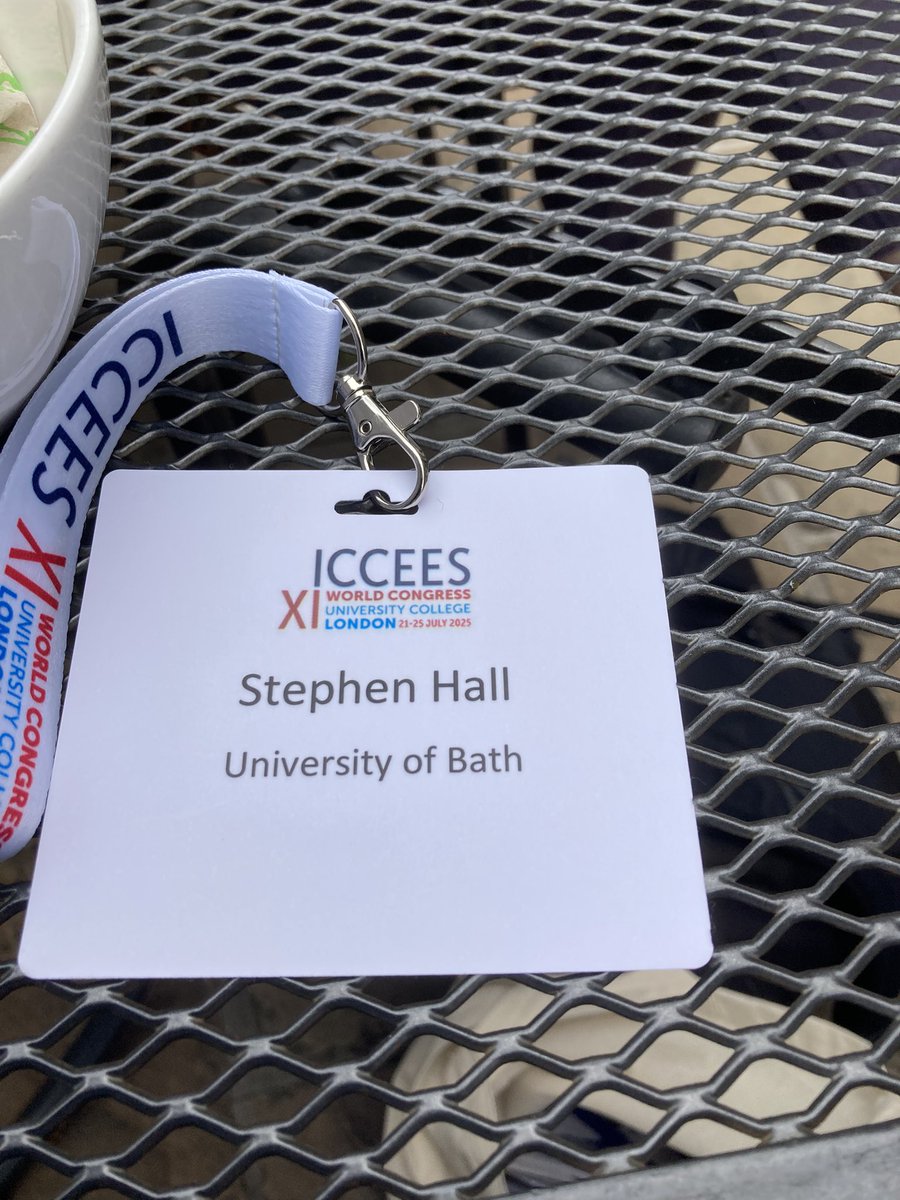 ICCEES
XI WORLD CONGRESS
UNIVERSITY COLLEGE
LONDON 21-25 JULY 2025
Stephen Hall
University of Bath
ICCEES
XI WORLD CONGRESS
UNIVERSITY
LONDON